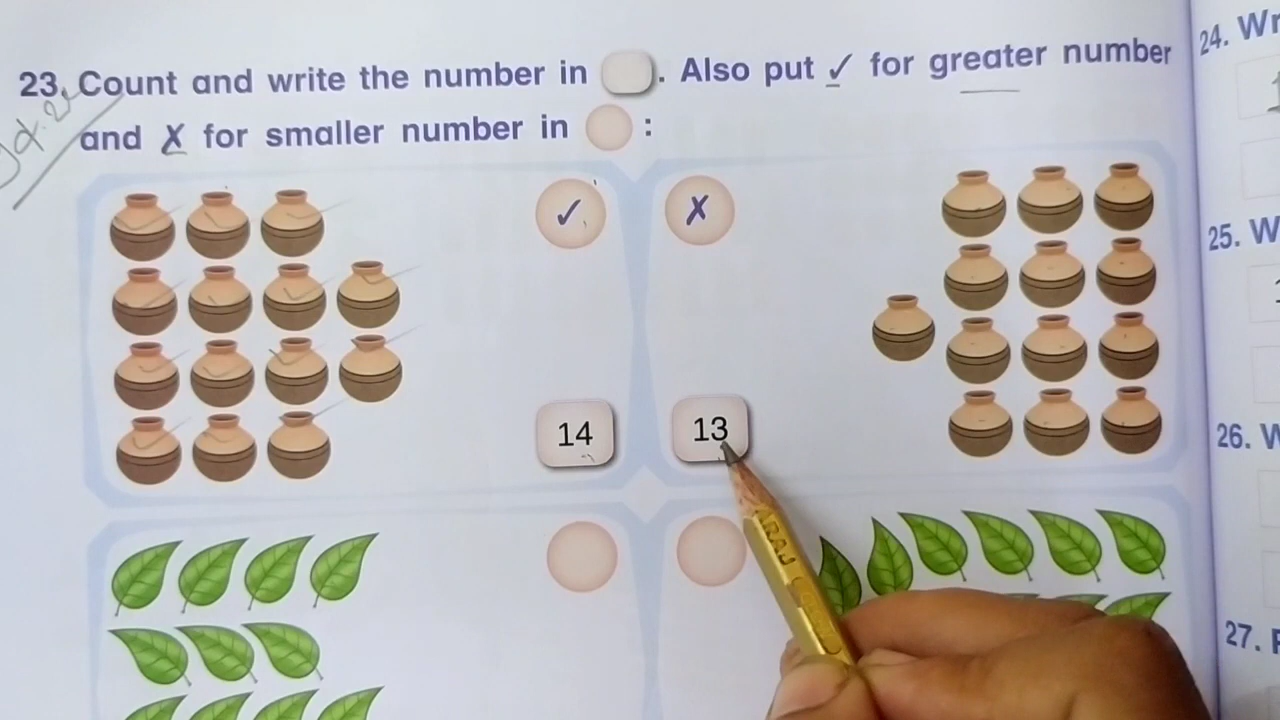 23. Count and write the number in . Also put ✓ for greater number
and ✗ for smaller number in :
✓ ✗
14 13
24. Wr
25. W
26. W
27.